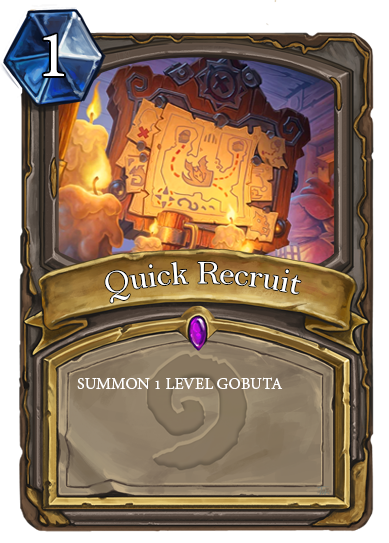 1
Quick Recruit
SUMMON 1 LEVEL GOBUTA